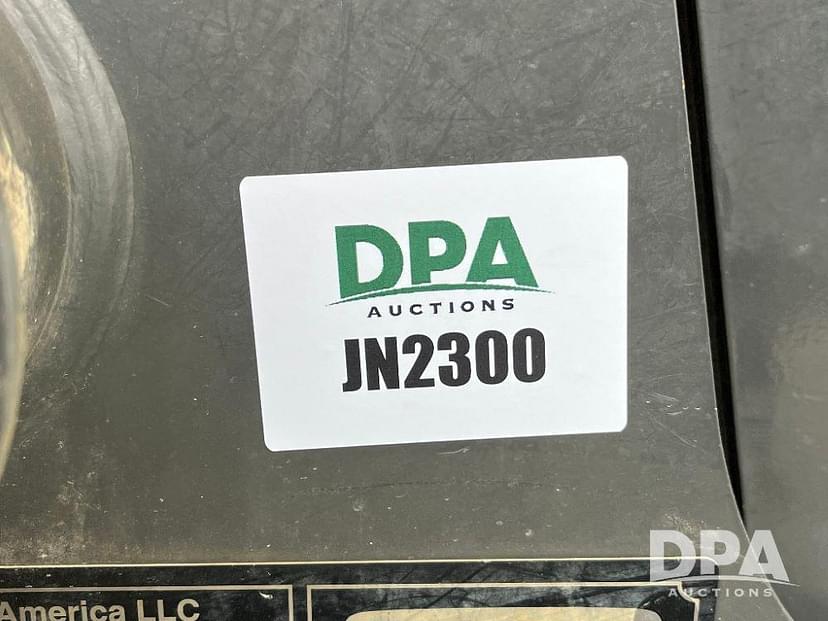 DPA
AUCTIONS
JN2300
America LLC
DPA
AUCTIONS